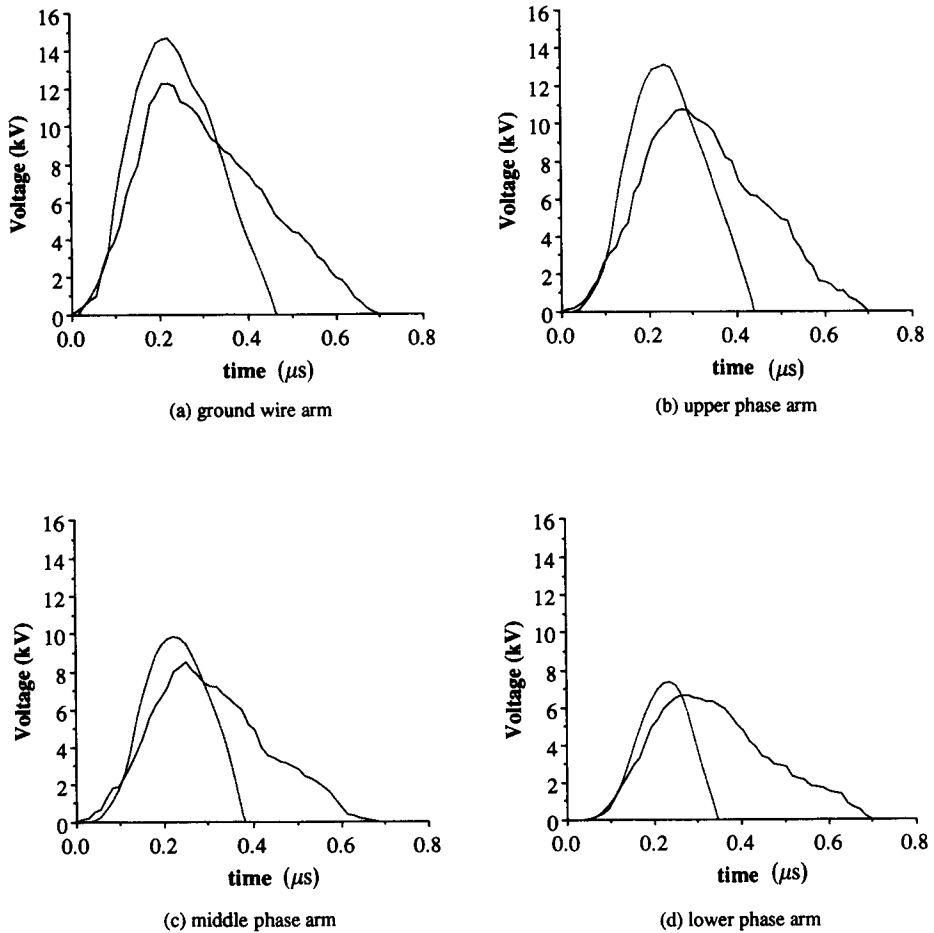 16
14
12
10
8
6
4
2
0
Voltage (kV)
0.0 0.2 0.4 0.6 0.8
time (μs)
(a) ground wire arm
16
14
12
10
8
6
4
2
0
Voltage (kV)
0.0 0.2 0.4 0.6 0.8
time (μs)
(b) upper phase arm
16
14
12
10
8
6
4
2
0
Voltage (kV)
0.0 0.2 0.4 0.6 0.8
time (μs)
(c) middle phase arm
16
14
12
10
8
6
4
2
0
Voltage (kV)
0.0 0.2 0.4 0.6 0.8
time (μs)
(d) lower phase arm